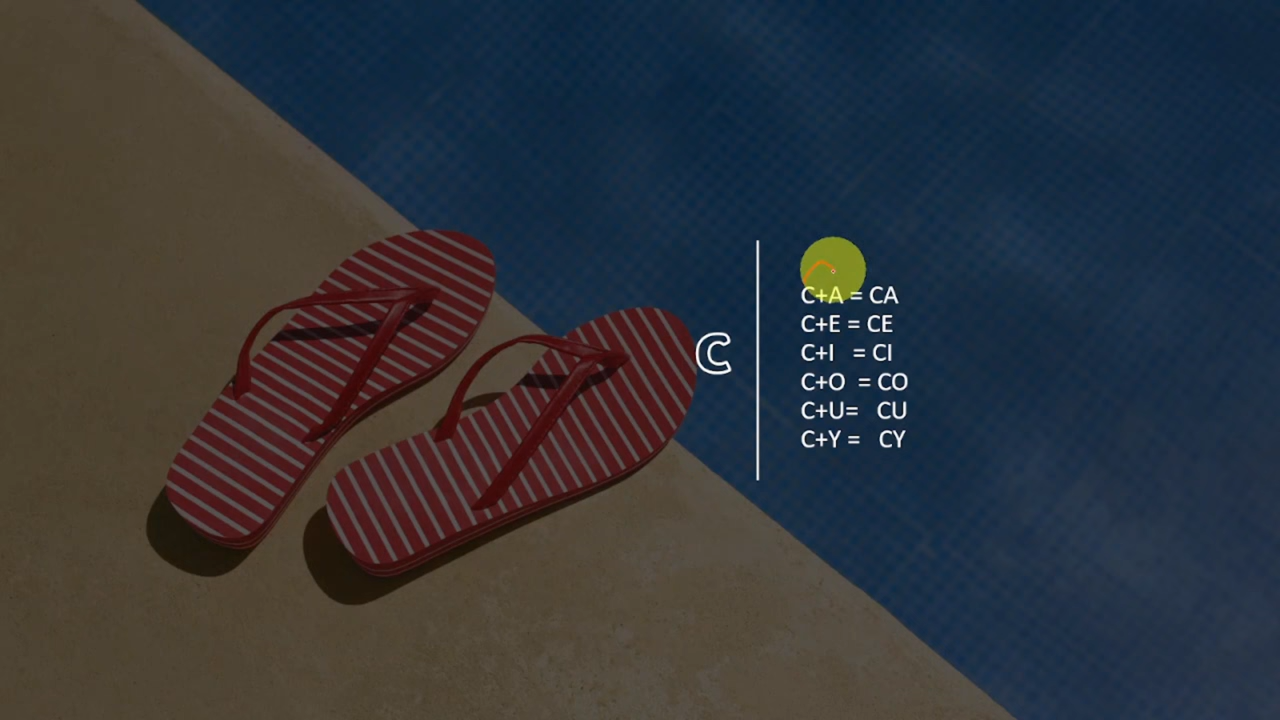 C
C+A = CA
C+E = CE
C+I = CI
C+O = CO
C+U= CU
C+Y = CY